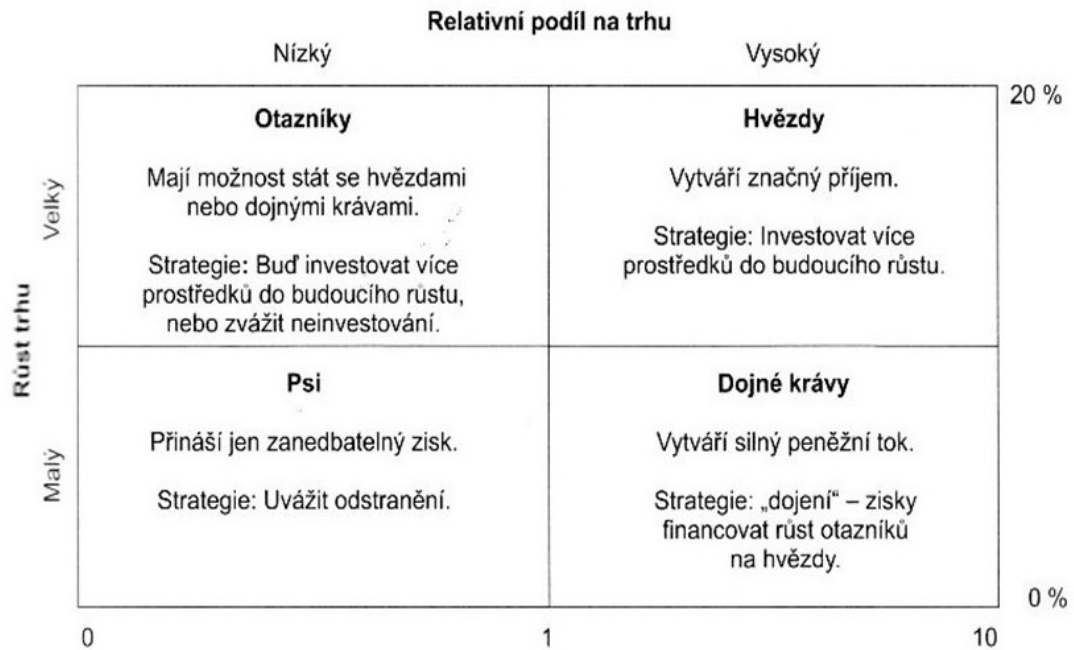 Relativní podíl na trhu
Nízký
Vysoký
20 %
Otazníky
Mají možnost stát se hvězdami
nebo dojnými krávami.
Strategie: Buď investovat více
prostředků do budoucího růstu,
nebo zvážit neinvestování.
Hvězdy
Vytváří značný příjem.
Strategie: Investovat více
prostředků do budoucího růstu.
Růst trhu
Velký
Malý
Psi
Přináší jen zanedbatelný zisk.
Strategie: Uvážit odstranění.
Dojné krávy
Vytváří silný peněžní tok.
Strategie: „dojení“ – zisky
financovat růst otazníků
na hvězdy.
0 %
0
1
10